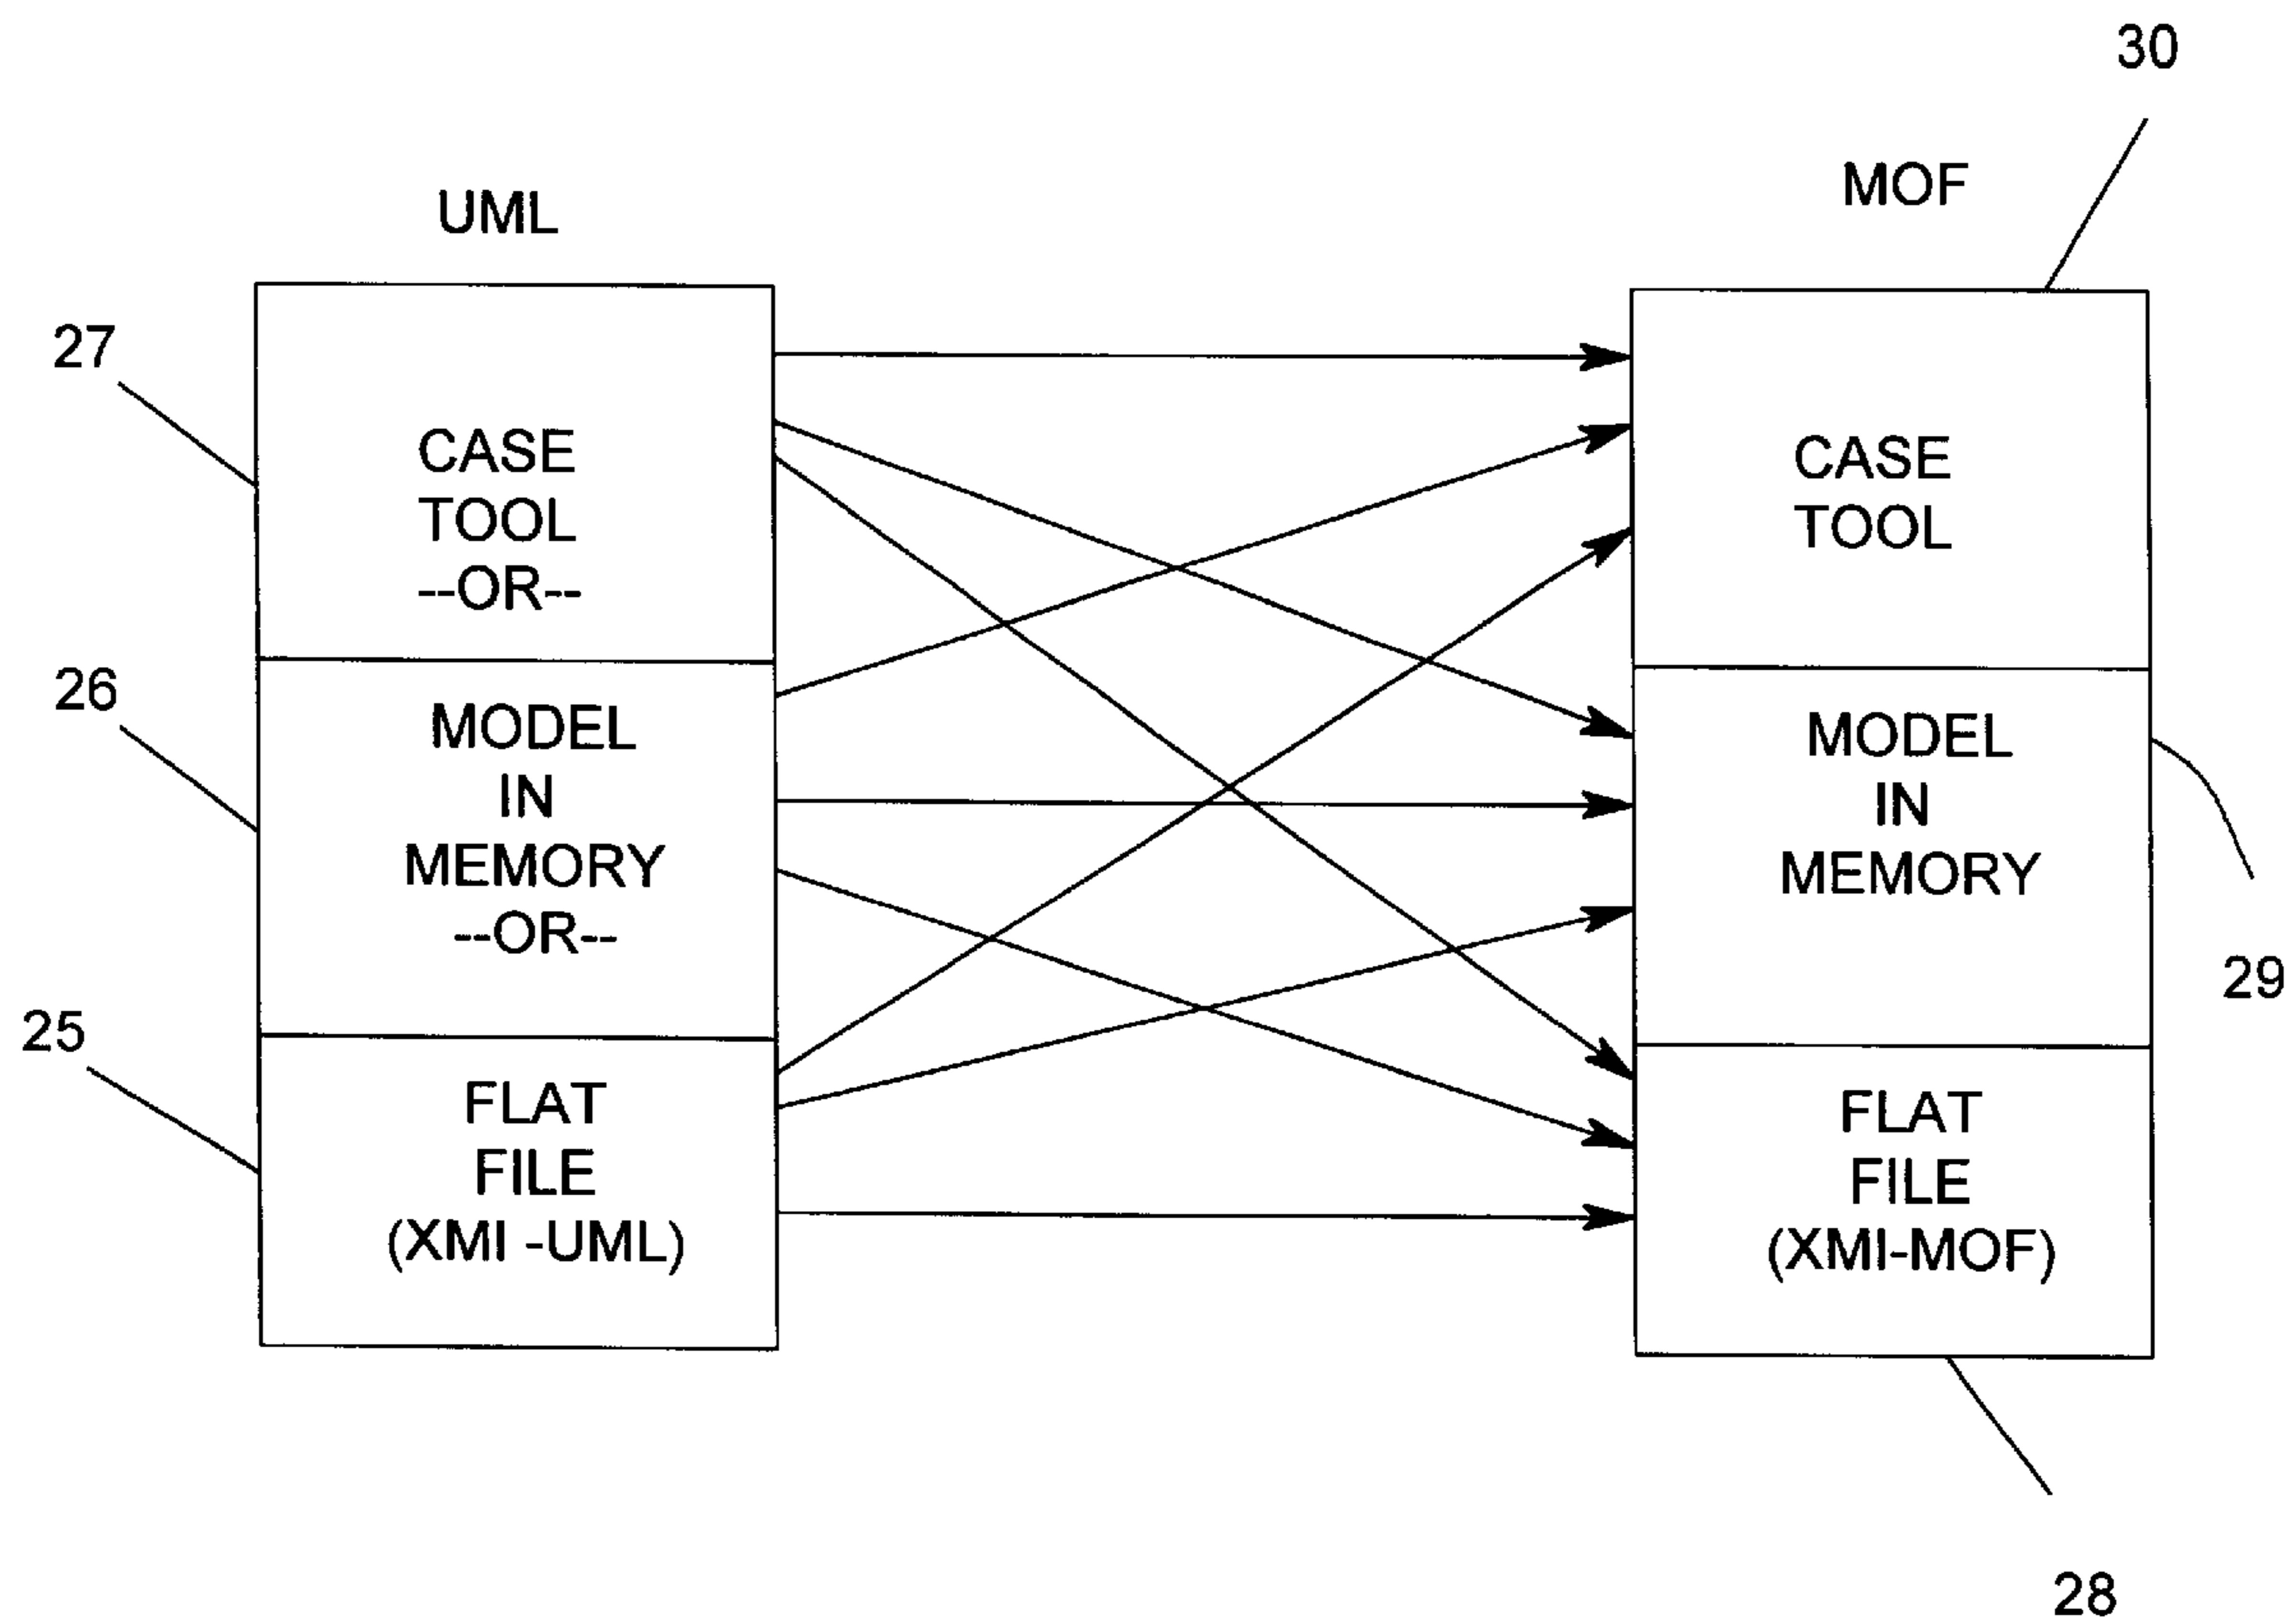 30
UML
MOF
27
CASE
TOOL
--OR--
CASE
TOOL
26
MODEL
IN
MEMORY
--OR--
MODEL
IN
MEMORY
29
25
FLAT
FILE
(XMI -UML)
FLAT
FILE
(XMI-MOF)
28